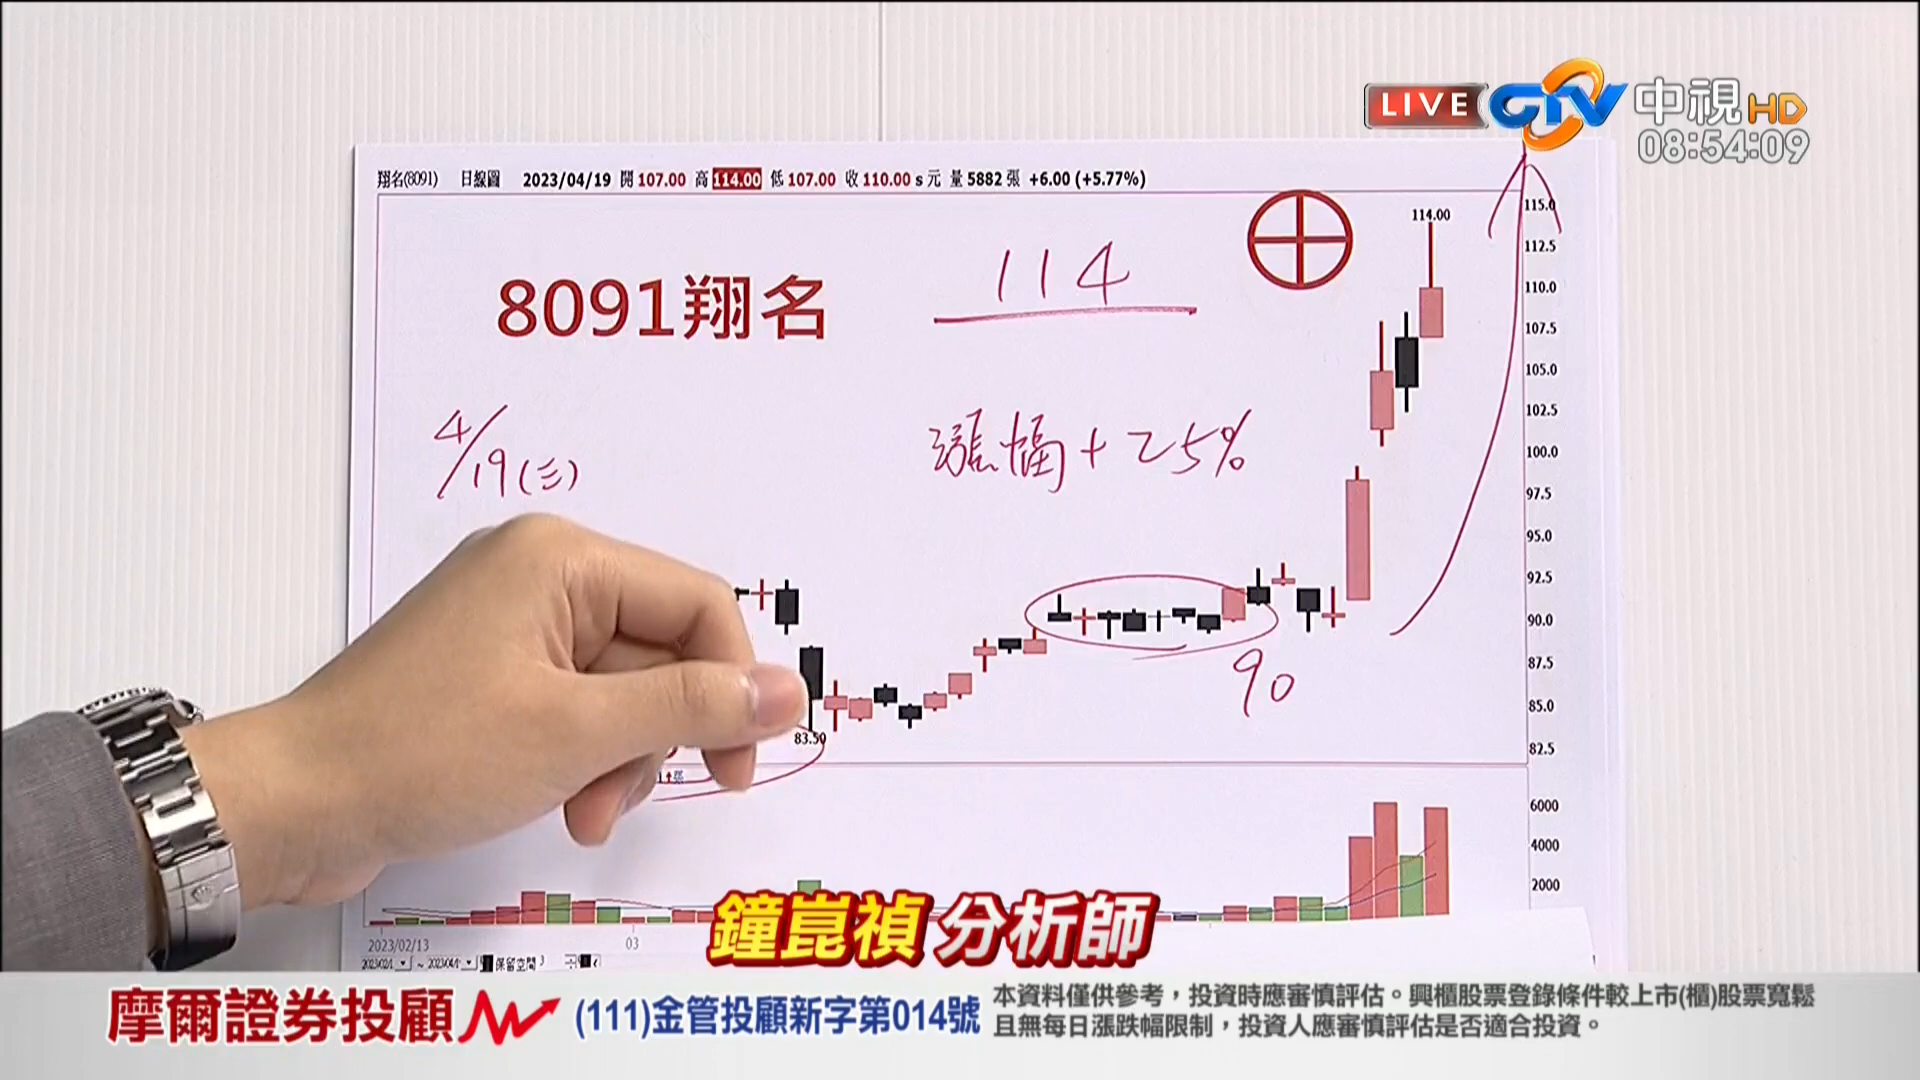 LIVE CTV 中視HD
08:54:09
翔名(8091) 日線圖 2023/04/19 開 107.00 高 114.00 低 107.00 收 110.00 s 元 量 5882 張 +6.00 (+5.77%)
115.0
114.00
112.5
8091翔名
114
110.0
107.5
105.0
4/19(三)
漲幅+25%
102.5
100.0
97.5
95.0
92.5
90.0
90
87.5
85.0
83.50
82.5
張
6000
4000
2000
2023/02/13
03
保留空間
鐘崑禎 分析師
摩爾證券投顧 (111)金管投顧新字第014號
本資料僅供參考，投資時應審慎評估。興櫃股票登錄條件較上市(櫃)股票寬鬆
且無每日漲跌幅限制，投資人應審慎評估是否適合投資。